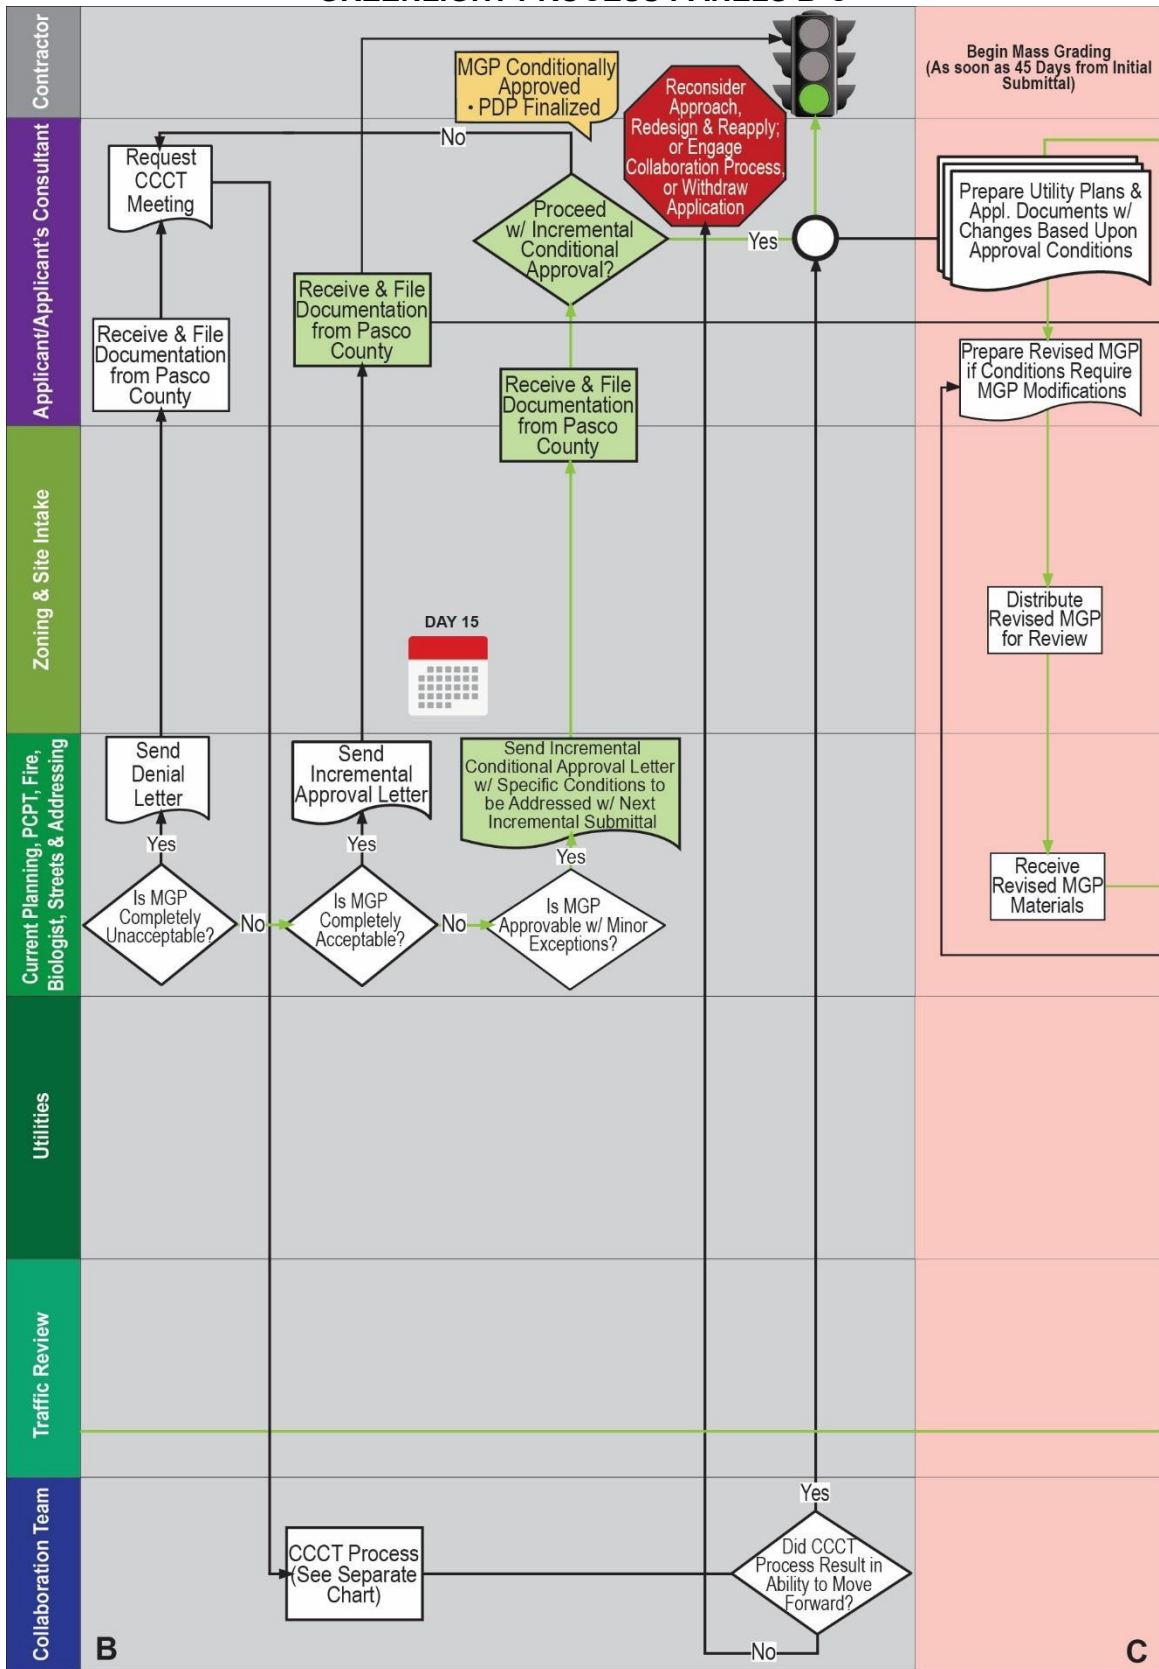 GREENLIGHT PROCESS PANELS B-C
Contractor
MGP Conditionally
Approved
• PDP Finalized
Reconsider
Approach,
Redesign & Reapply;
or Engage
Collaboration Process,
or Withdraw
Application
Begin Mass Grading
(As soon as 45 Days from Initial
Submittal)
Applicant/Applicant's Consultant
No
Request
CCCT
Meeting
Proceed
w/ Incremental
Conditional
Approval?
Yes
Prepare Utility Plans &
Appl. Documents w/
Changes Based Upon
Approval Conditions
Receive & File
Documentation
from Pasco
County
Receive & File
Documentation
from Pasco
County
Receive & File
Documentation
from Pasco
County
Prepare Revised MGP
if Conditions Require
MGP Modifications
Zoning & Site Intake
DAY 15
Distribute
Revised MGP
for Review
Current Planning, PCPT, Fire,
Biologist, Streets & Addressing
Send
Denial
Letter
Send
Incremental
Approval Letter
Send Incremental
Conditional Approval Letter
w/ Specific Conditions to
be Addressed w/ Next
Incremental Submittal
Yes
Yes
Yes
Is MGP
Completely
Unacceptable?
No
Is MGP
Completely
Acceptable?
No
Is MGP
Approvable w/ Minor
Exceptions?
Receive
Revised MGP
Materials
Utilities
Traffic Review
Collaboration Team
Yes
CCCT Process
(See Separate
Chart)
Did CCCT
Process Result in
Ability to Move
Forward?
No
B
C